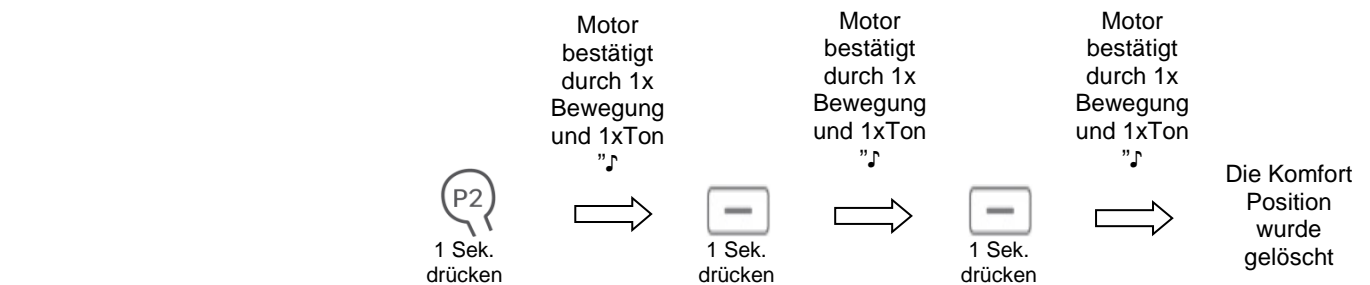 P2
1 Sek.
drücken
Motor
bestätigt
durch 1x
Bewegung
und 1xTon
”♪
1 Sek.
drücken
Motor
bestätigt
durch 1x
Bewegung
und 1xTon
”♪
1 Sek.
drücken
Motor
bestätigt
durch 1x
Bewegung
und 1xTon
”♪
Die Komfort
Position
wurde
gelöscht